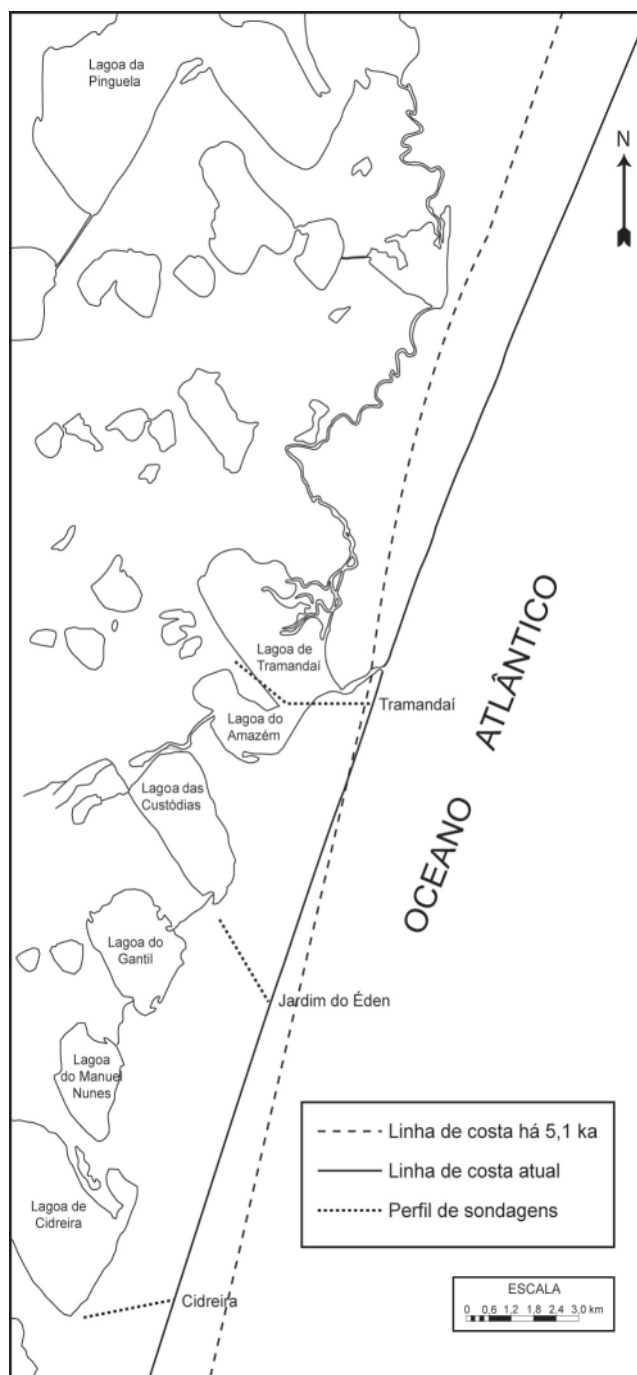 Lagoa da
Pinguela
N
Lagoa de
Tramandaí
Tramandaí
Lagoa do
Amazém
OCEANO ATLÂNTICO
Lagoa das
Custódias
Lagoa do
Gantil
Jardim do Éden
Lagoa
do Manuel
Nunes
Lagoa de
Cidreira
Cidreira
Linha de costa há 5,1 ka
Linha de costa atual
Perfil de sondagens
ESCALA
0 0,6 1,2 1,8 2,4 3,0 km